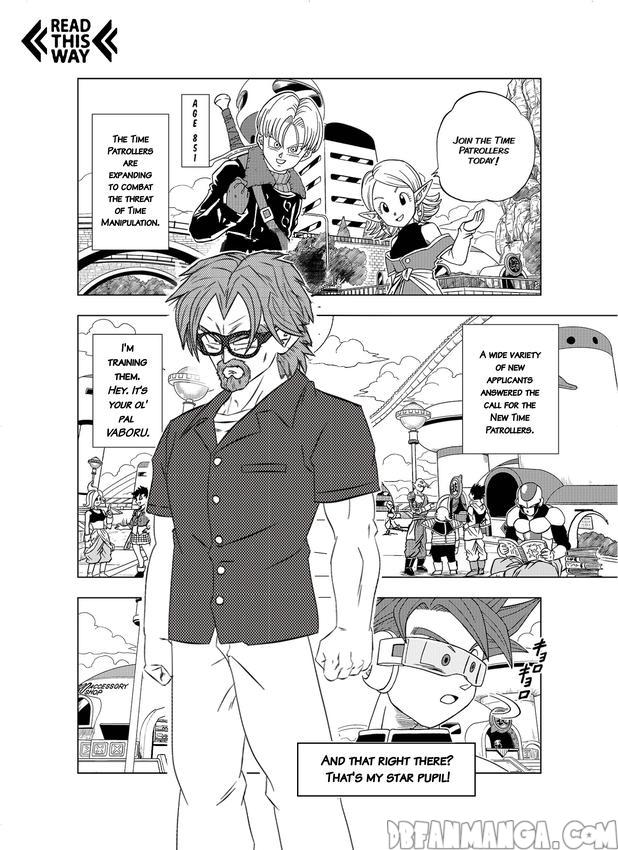 READ
THIS
WAY
JOIN THE TIME
PATROLLERS
TODAY!
AGE 851
THE TIME
PATROLLERS
ARE
EXPANDING
TO COMBAT
THE THREAT
OF TIME
MANIPULATION.
A WIDE
VARIETY
OF NEW
APPLICANTS
ANSWERED
THE CALL
FOR THE
NEW TIME
PATROLLERS.
I'M
TRAINING
THEM.
HEY. IT'S
YOUR OL'
PAL
VABORU.
キョロ
キョロ
ACCESSORY
SHOP
AND THAT RIGHT THERE?
THAT'S MY STAR PUPIL!
DBFANMANGA.COM